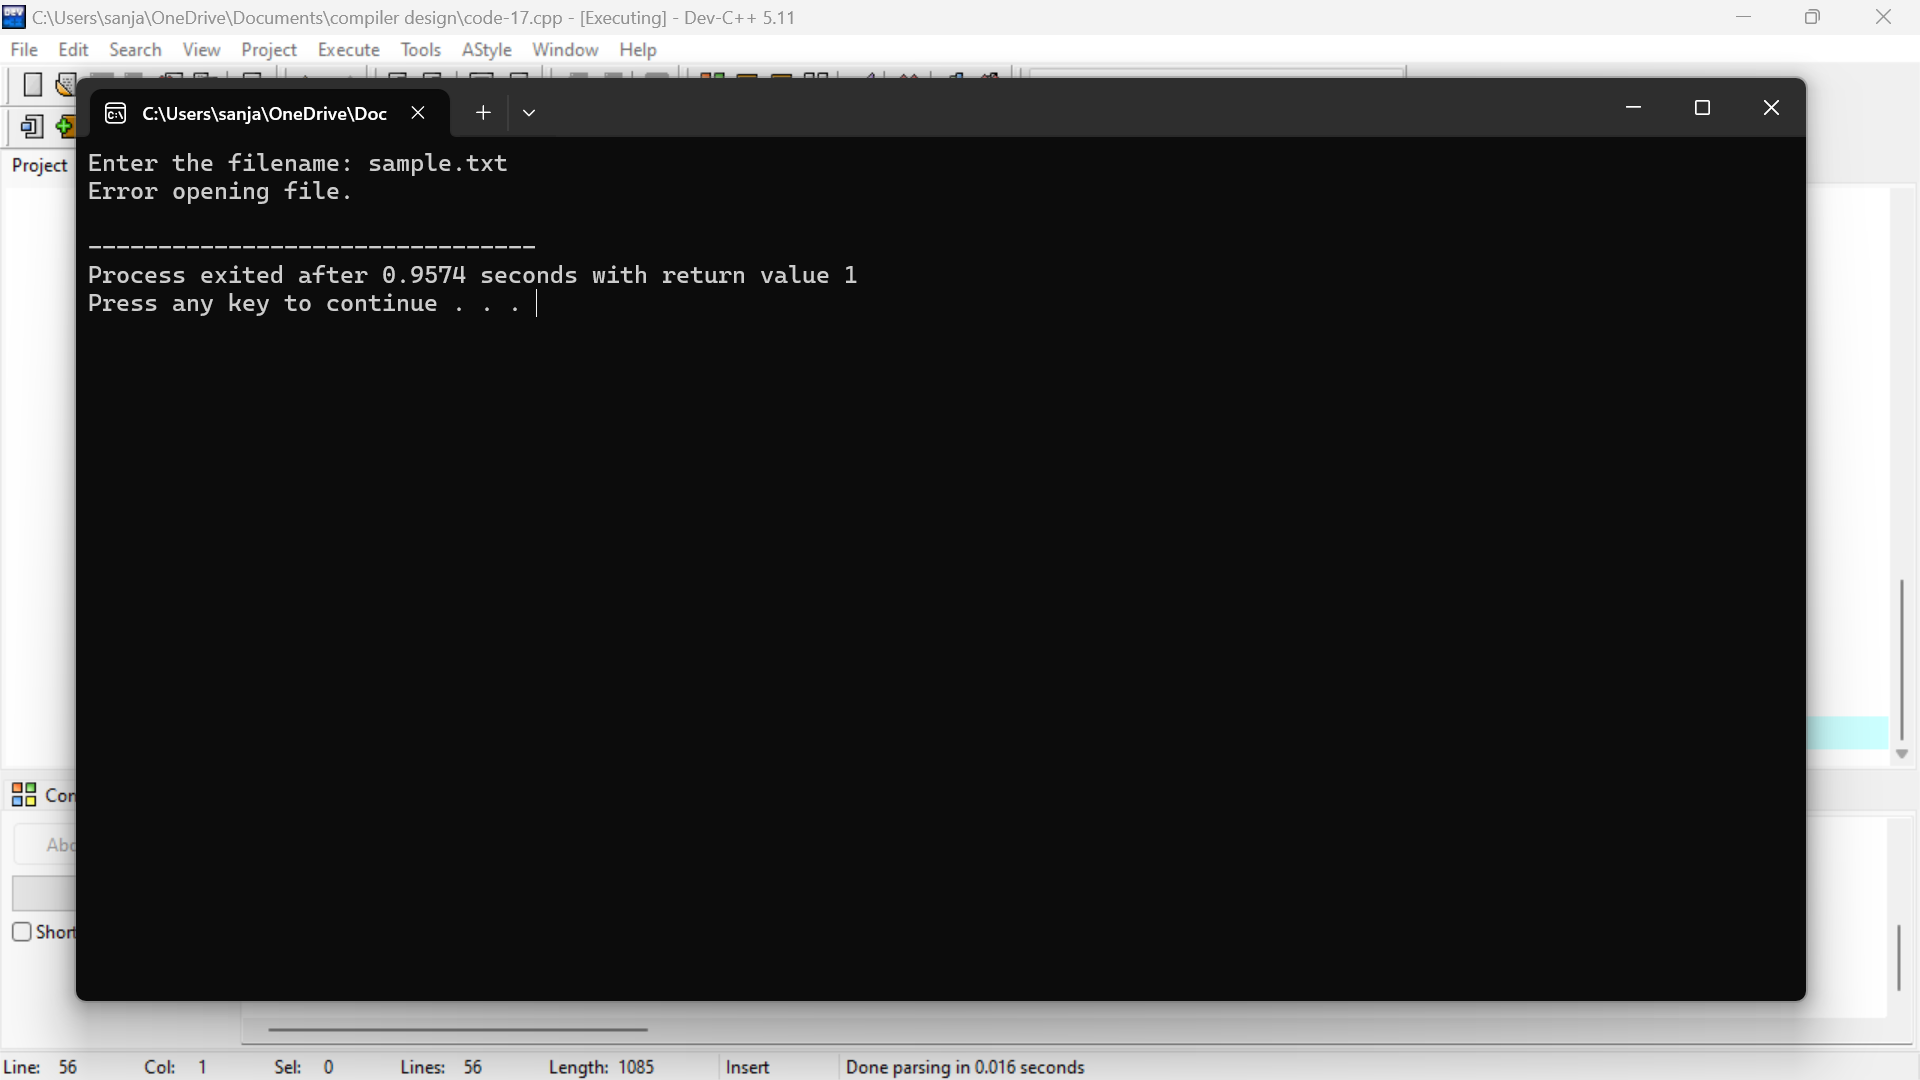 C:\Users\sanja\OneDrive\Documents\compiler design\code-17.cpp - [Executing] - Dev-C++ 5.11
File Edit Search View Project Execute Tools AStyle Window Help
C:\Users\sanja\OneDrive\Doc
Project
Enter the filename: sample.txt
Error opening file.
--------------------------------
Process exited after 0.9574 seconds with return value 1
Press any key to continue . . .
Line: 56 Col: 1 Sel: 0 Lines: 56 Length: 1085 Insert Done parsing in 0.016 seconds